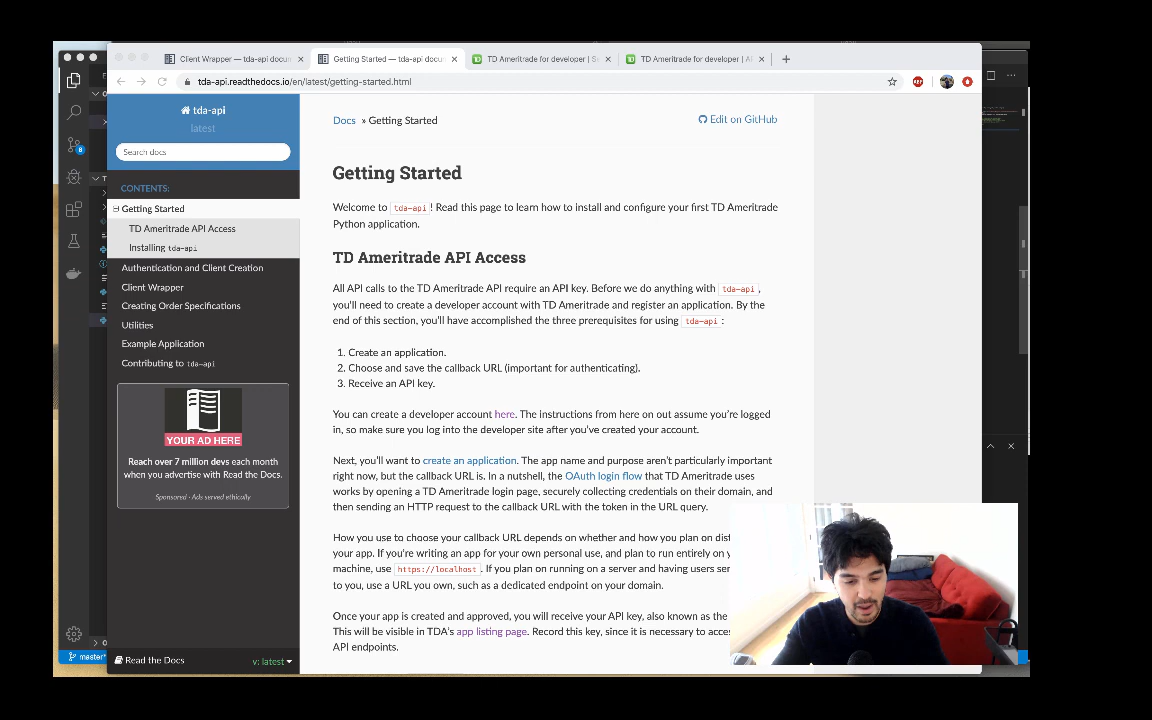 Client Wrapper — tda-api docum
Getting Started — tda-api docu
TD Ameritrade for developer | S
TD Ameritrade for developer | A
tda-api.readthedocs.io/en/latest/getting-started.html
ABP
tda-api
latest
Search docs
CONTENTS:
Getting Started
TD Ameritrade API Access
Installing tda-api
Authentication and Client Creation
Client Wrapper
Creating Order Specifications
Utilities
Example Application
Contributing to tda-api
YOUR AD HERE
Reach over 7 million devs each month
when you advertise with Read the Docs.
Sponsored · Ads served ethically
Read the Docs
v: latest
Docs » Getting Started
Edit on GitHub
Getting Started
Welcome to tda-api! Read this page to learn how to install and configure your first TD Ameritrade
Python application.
TD Ameritrade API Access
All API calls to the TD Ameritrade API require an API key. Before we do anything with tda-api,
you'll need to create a developer account with TD Ameritrade and register an application. By the
end of this section, you'll have accomplished the three prerequisites for using tda-api:
1. Create an application.
2. Choose and save the callback URL (important for authenticating).
3. Receive an API key.
You can create a developer account here. The instructions from here on out assume you're logged
in, so make sure you log into the developer site after you've created your account.
Next, you'll want to create an application. The app name and purpose aren't particularly important
right now, but the callback URL is. In a nutshell, the OAuth login flow that TD Ameritrade uses
works by opening a TD Ameritrade login page, securely collecting credentials on their domain, and
then sending an HTTP request to the callback URL with the token in the URL query.
How you use to choose your callback URL depends on whether and how you plan on dist
your app. If you're writing an app for your own personal use, and plan to run entirely on y
machine, use https://localhost. If you plan on running on a server and having users sen
to you, use a URL you own, such as a dedicated endpoint on your domain.
Once your app is created and approved, you will receive your API key, also known as the
This will be visible in TDA's app listing page. Record this key, since it is necessary to acces
API endpoints.
master*